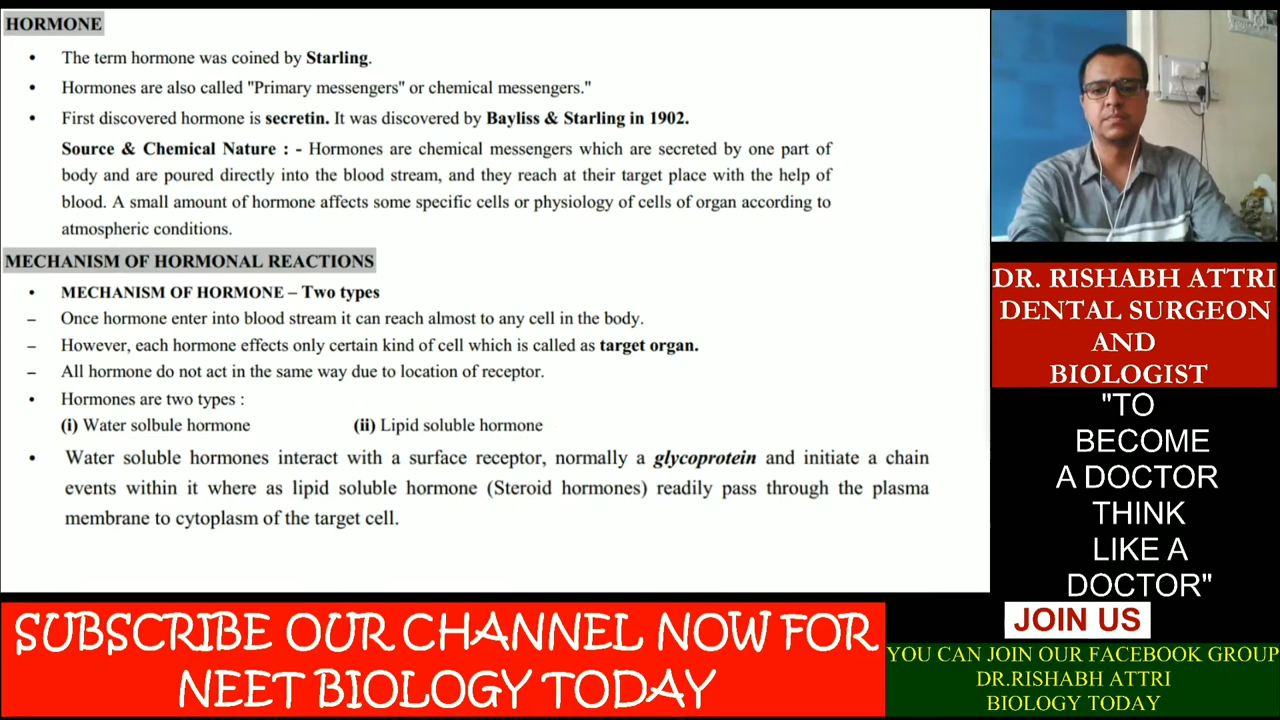 HORMONE
• The term hormone was coined by Starling.
• Hormones are also called "Primary messengers" or chemical messengers."
• First discovered hormone is secretin. It was discovered by Bayliss & Starling in 1902.
Source & Chemical Nature : - Hormones are chemical messengers which are secreted by one part of
body and are poured directly into the blood stream, and they reach at their target place with the help of
blood. A small amount of hormone affects some specific cells or physiology of cells of organ according to
atmospheric conditions.
MECHANISM OF HORMONAL REACTIONS
• MECHANISM OF HORMONE – Two types
– Once hormone enter into blood stream it can reach almost to any cell in the body.
– However, each hormone effects only certain kind of cell which is called as target organ.
– All hormone do not act in the same way due to location of receptor.
• Hormones are two types :
(i) Water solbule hormone (ii) Lipid soluble hormone
• Water soluble hormones interact with a surface receptor, normally a glycoprotein and initiate a chain
events within it where as lipid soluble hormone (Steroid hormones) readily pass through the plasma
membrane to cytoplasm of the target cell.
DR. RISHABH ATTRI
DENTAL SURGEON
AND
BIOLOGIST
"TO
BECOME
A DOCTOR
THINK
LIKE A
DOCTOR"
JOIN US
SUBSCRIBE OUR CHANNEL NOW FOR
NEET BIOLOGY TODAY
YOU CAN JOIN OUR FACEBOOK GROUP
DR.RISHABH ATTRI
BIOLOGY TODAY